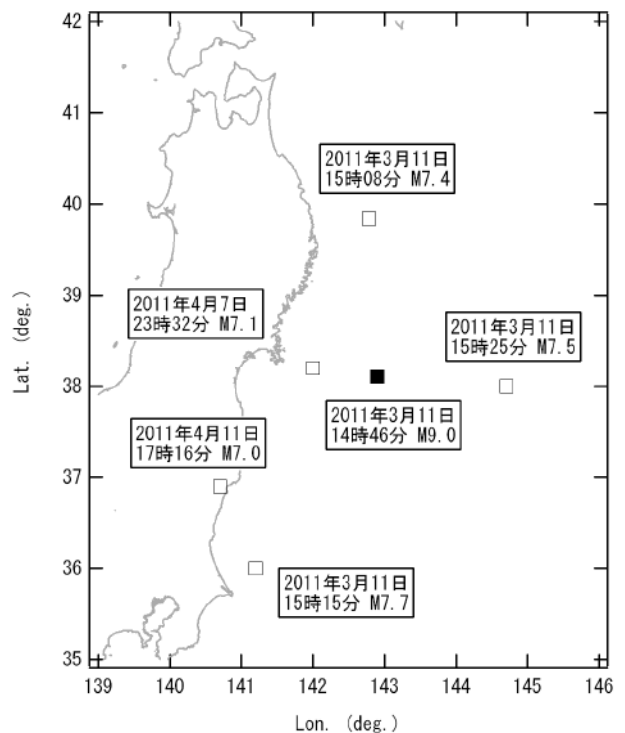 42
41
40
39
38
37
36
35
Lat. (deg.)
2011年3月11日
15時08分 M7.4
2011年4月7日
23時32分 M7.1
2011年3月11日
15時25分 M7.5
2011年3月11日
14時46分 M9.0
2011年4月11日
17時16分 M7.0
2011年3月11日
15時15分 M7.7
139 140 141 142 143 144 145 146
Lon. (deg.)